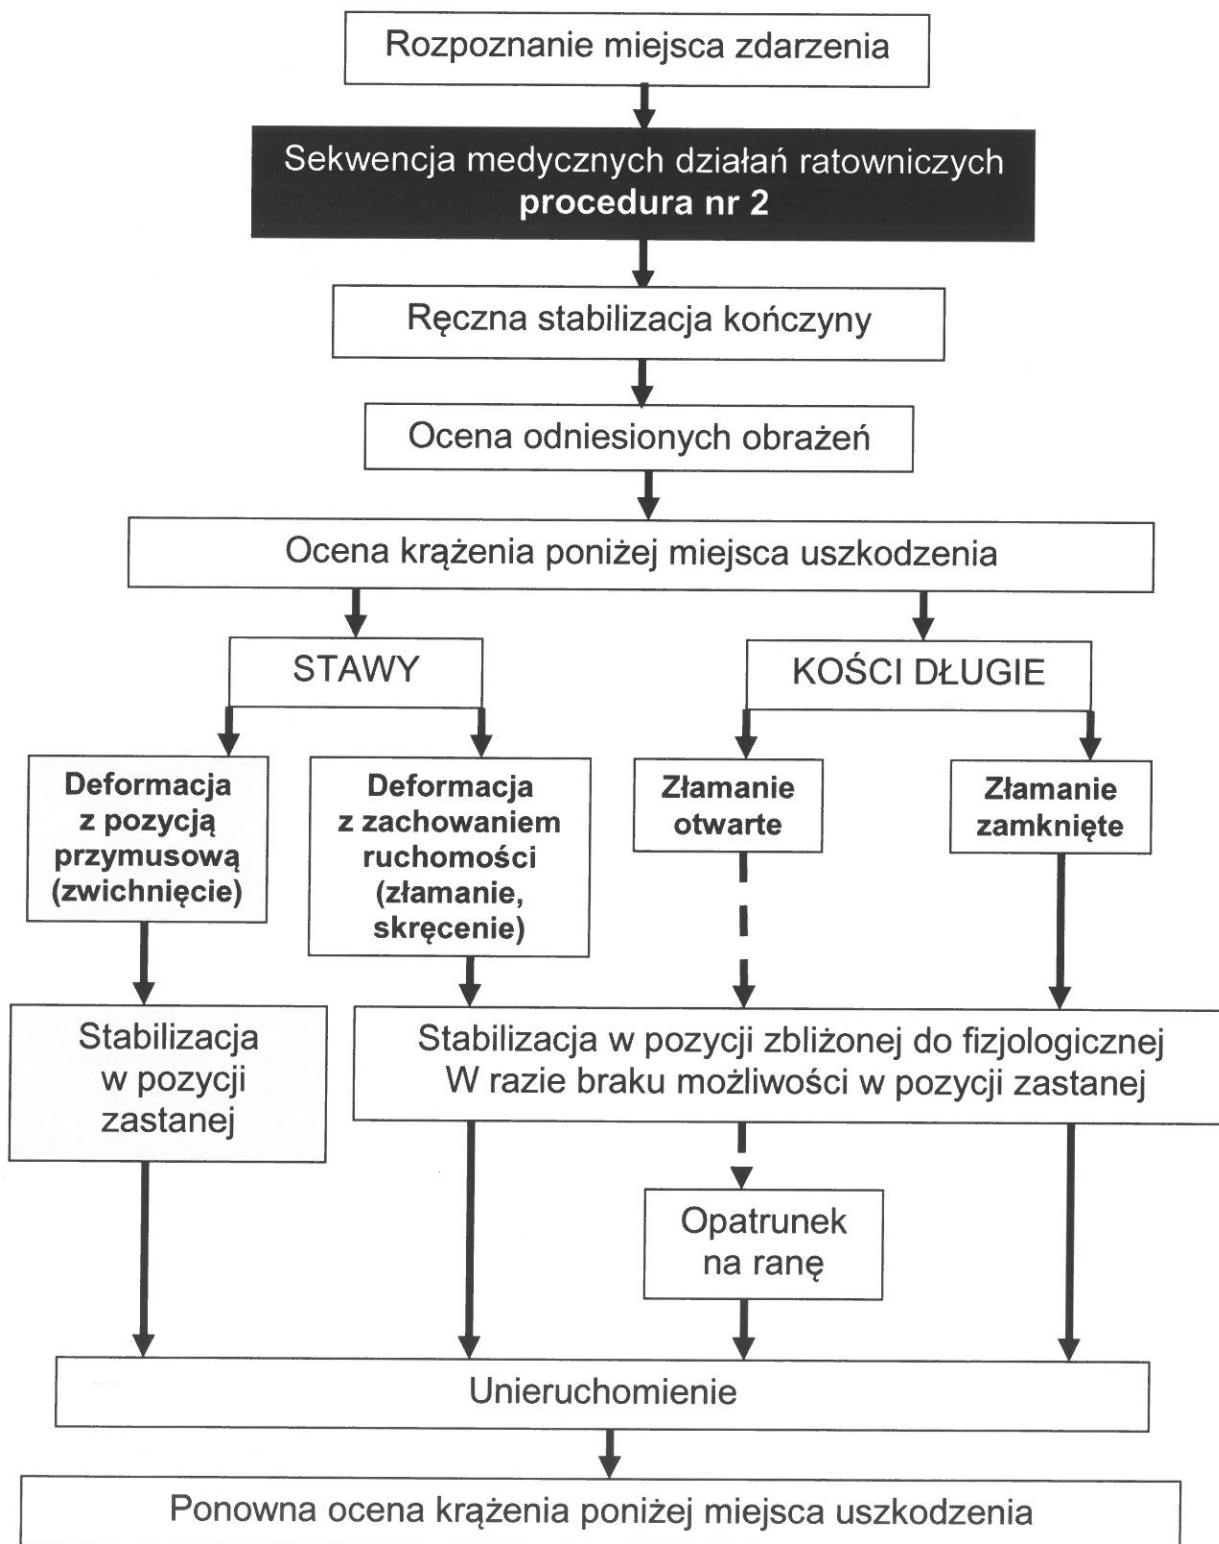 Rozpoznanie miejsca zdarzenia
Sekwencja medycznych działań ratowniczych
procedura nr 2
Ręczna stabilizacja kończyny
Ocena odniesionych obrażeń
Ocena krążenia poniżej miejsca uszkodzenia
STAWY
KOŚCI DŁUGIE
Deformacja
z pozycją
przymusową
(zwichnięcie)
Deformacja
z zachowaniem
ruchomości
(złamanie,
skręcenie)
Złamanie
otwarte
Złamanie
zamknięte
Stabilizacja
w pozycji
zastanej
Stabilizacja w pozycji zbliżonej do fizjologicznej
W razie braku możliwości w pozycji zastanej
Opatrunek
na ranę
Unieruchomienie
Ponowna ocena krążenia poniżej miejsca uszkodzenia